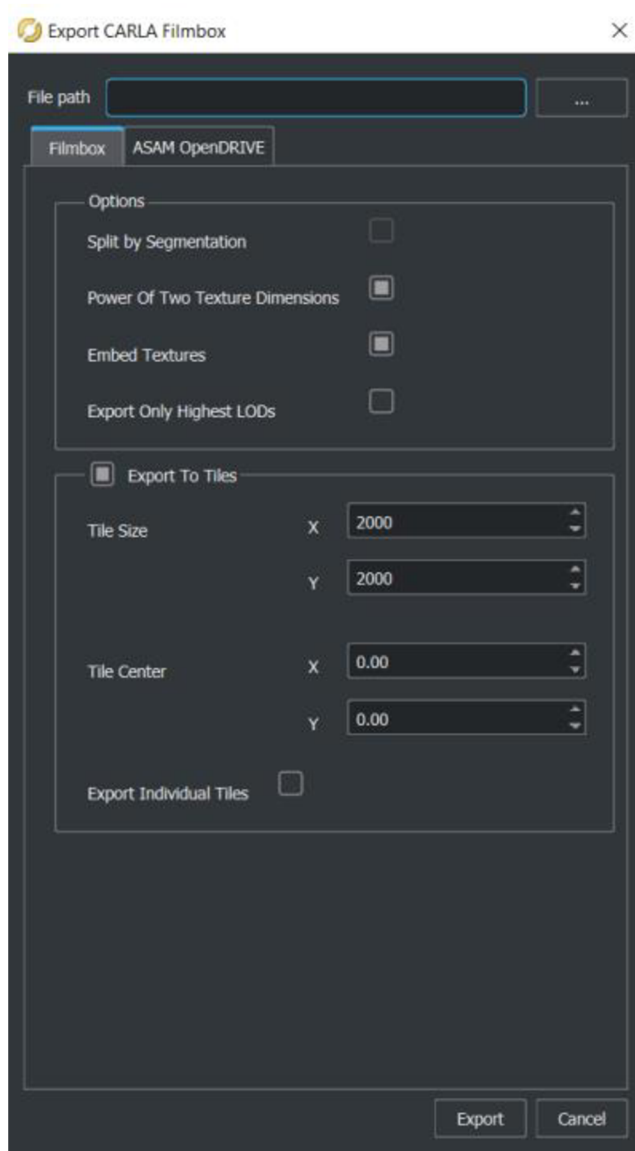 Export CARLA Filmbox
File path ...
Filmbox ASAM OpenDRIVE
Options
Split by Segmentation
Power Of Two Texture Dimensions
Embed Textures
Export Only Highest LODs
Export To Tiles
Tile Size X 2000
Y 2000
Tile Center X 0.00
Y 0.00
Export Individual Tiles
Export Cancel